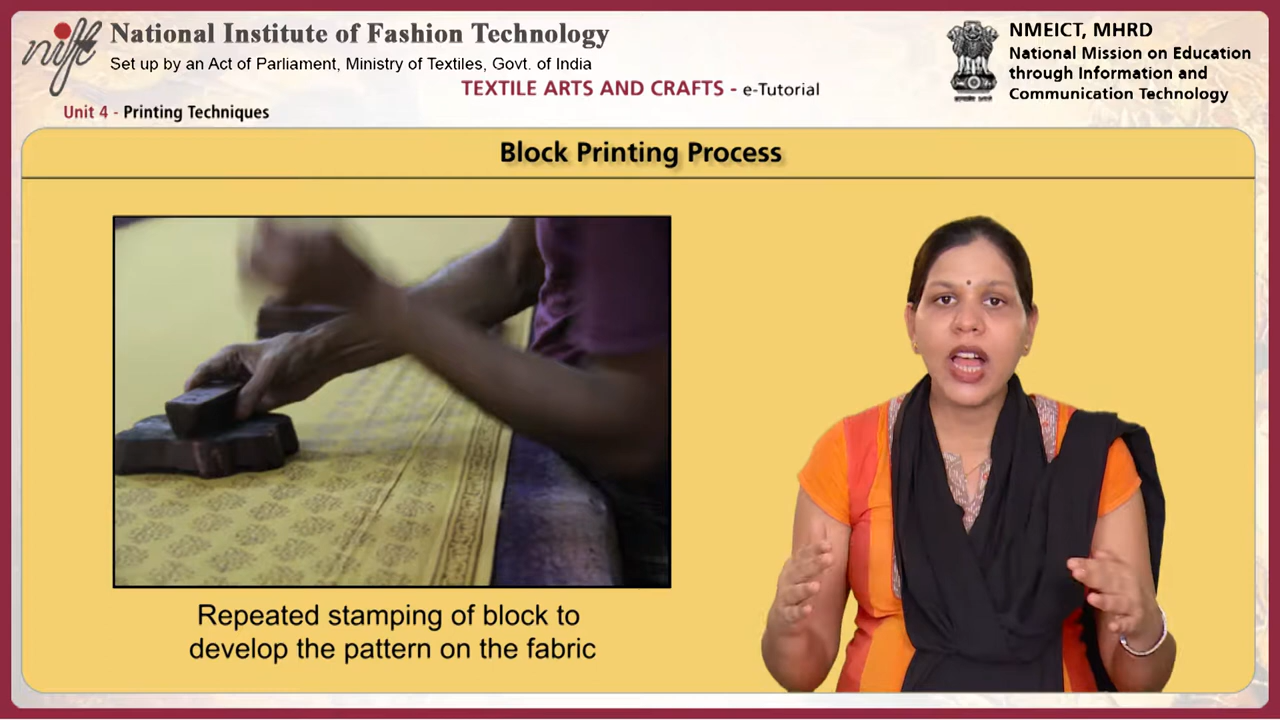 nift
National Institute of Fashion Technology
Set up by an Act of Parliament, Ministry of Textiles, Govt. of India
TEXTILE ARTS AND CRAFTS - e-Tutorial
Unit 4 - Printing Techniques
NMEICT, MHRD
National Mission on Education
through Information and
Communication Technology
Block Printing Process
Repeated stamping of block to
develop the pattern on the fabric